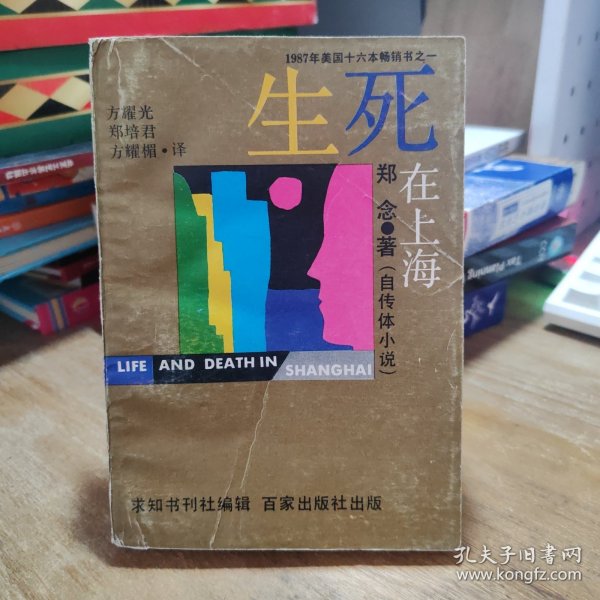 1987年美国十六本畅销书之一
生死在上海
方耀光
郑培君
方耀楣·译
郑念●著(自传体小说)
LIFE AND DEATH IN SHANGHAI
求知书刊社编辑 百家出版社出版
Tax Planning
孔夫子旧书网
www.kongfz.com